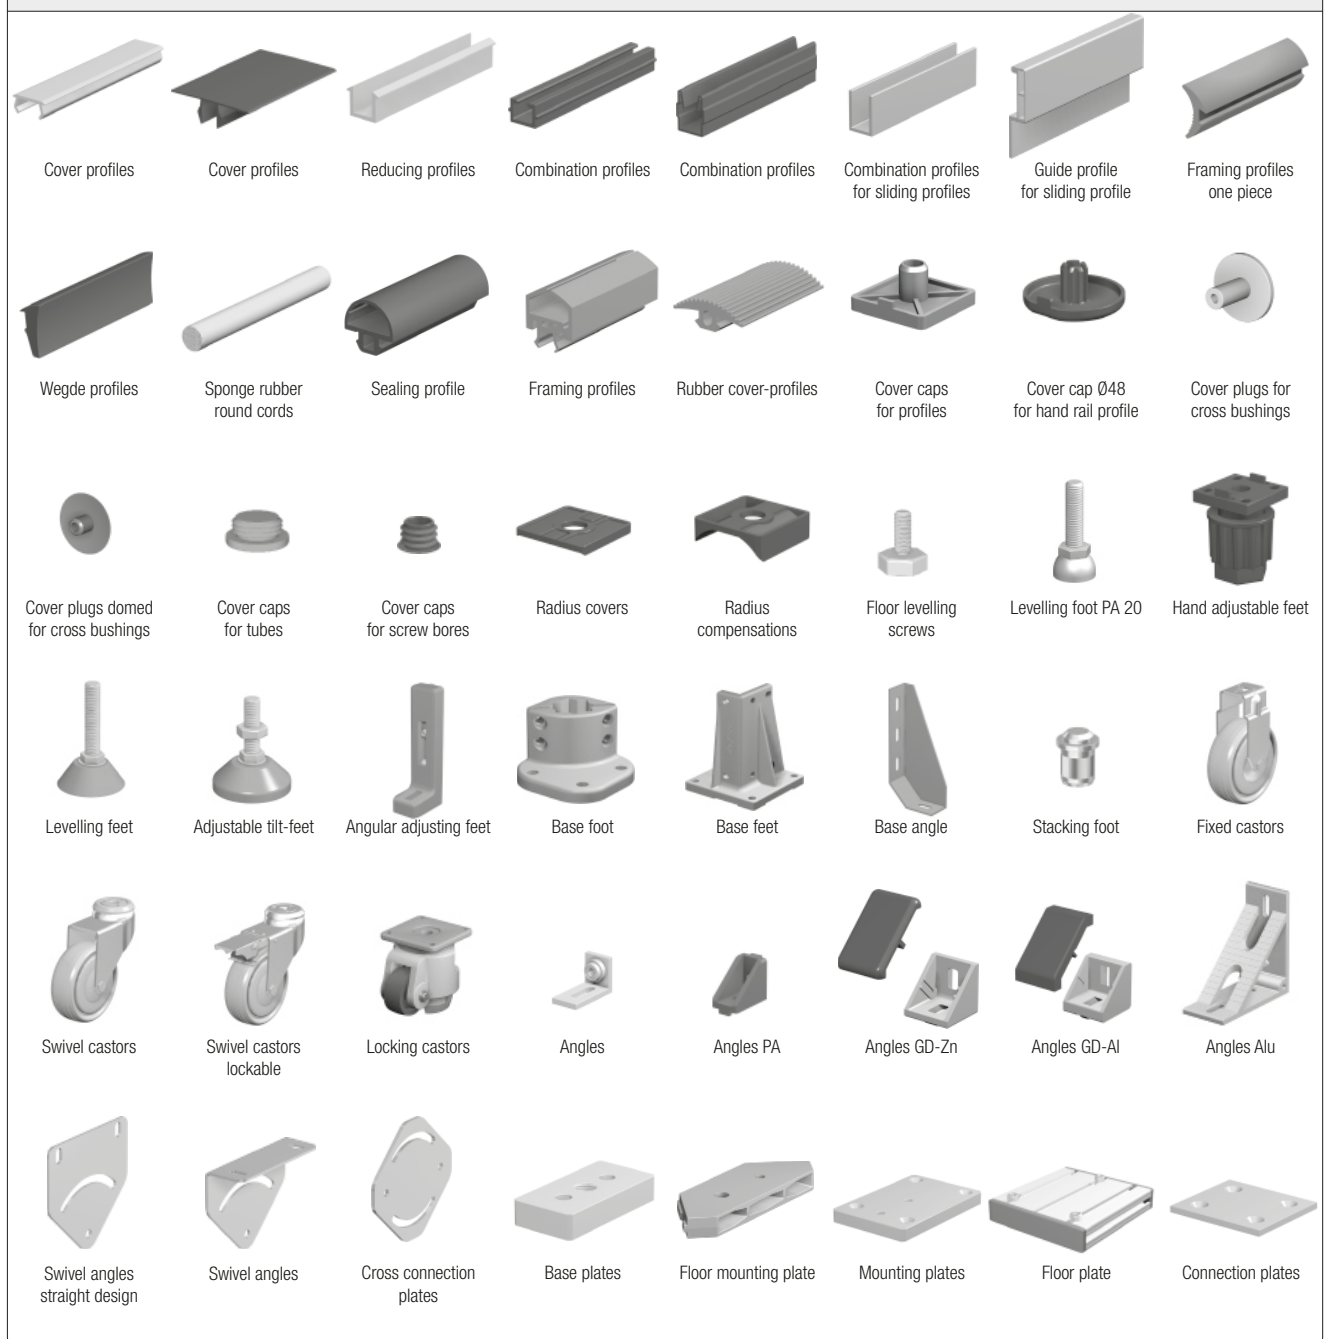 Cover profiles
Cover profiles
Reducing profiles
Combination profiles
Combination profiles
Combination profiles
for sliding profiles
Guide profile
for sliding profile
Framing profiles
one piece
Wegde profiles
Sponge rubber
round cords
Sealing profile
Framing profiles
Rubber cover-profiles
Cover caps
for profiles
Cover cap Ø48
for hand rail profile
Cover plugs for
cross bushings
Cover plugs domed
for cross bushings
Cover caps
for tubes
Cover caps
for screw bores
Radius covers
Radius
compensations
Floor levelling
screws
Levelling foot PA 20
Hand adjustable feet
Levelling feet
Adjustable tilt-feet
Angular adjusting feet
Base foot
Base feet
Base angle
Stacking foot
Fixed castors
Swivel castors
Swivel castors
lockable
Locking castors
Angles
Angles PA
Angles GD-Zn
Angles GD-Al
Angles Alu
Swivel angles
straight design
Swivel angles
Cross connection
plates
Base plates
Floor mounting plate
Mounting plates
Floor plate
Connection plates